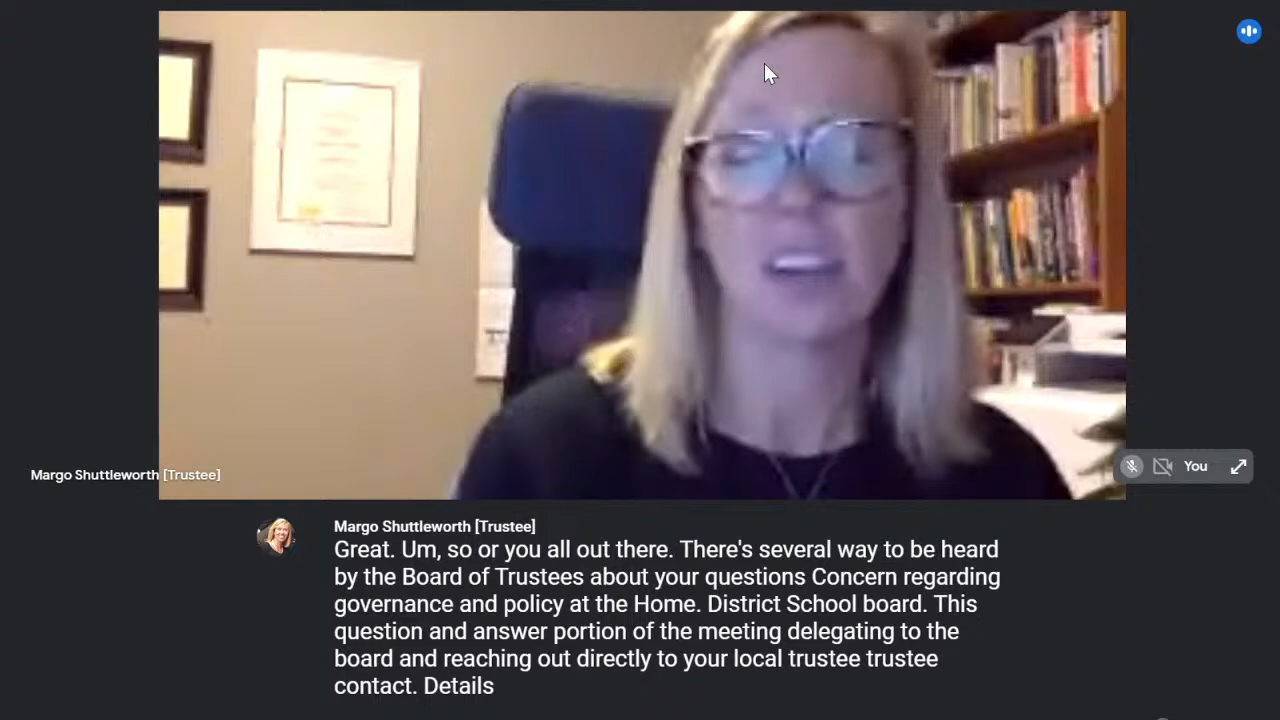 Margo Shuttleworth [Trustee]
You
Margo Shuttleworth [Trustee]
Great. Um, so or you all out there. There's several way to be heard
by the Board of Trustees about your questions Concern regarding
governance and policy at the Home. District School board. This
question and answer portion of the meeting delegating to the
board and reaching out directly to your local trustee trustee
contact. Details